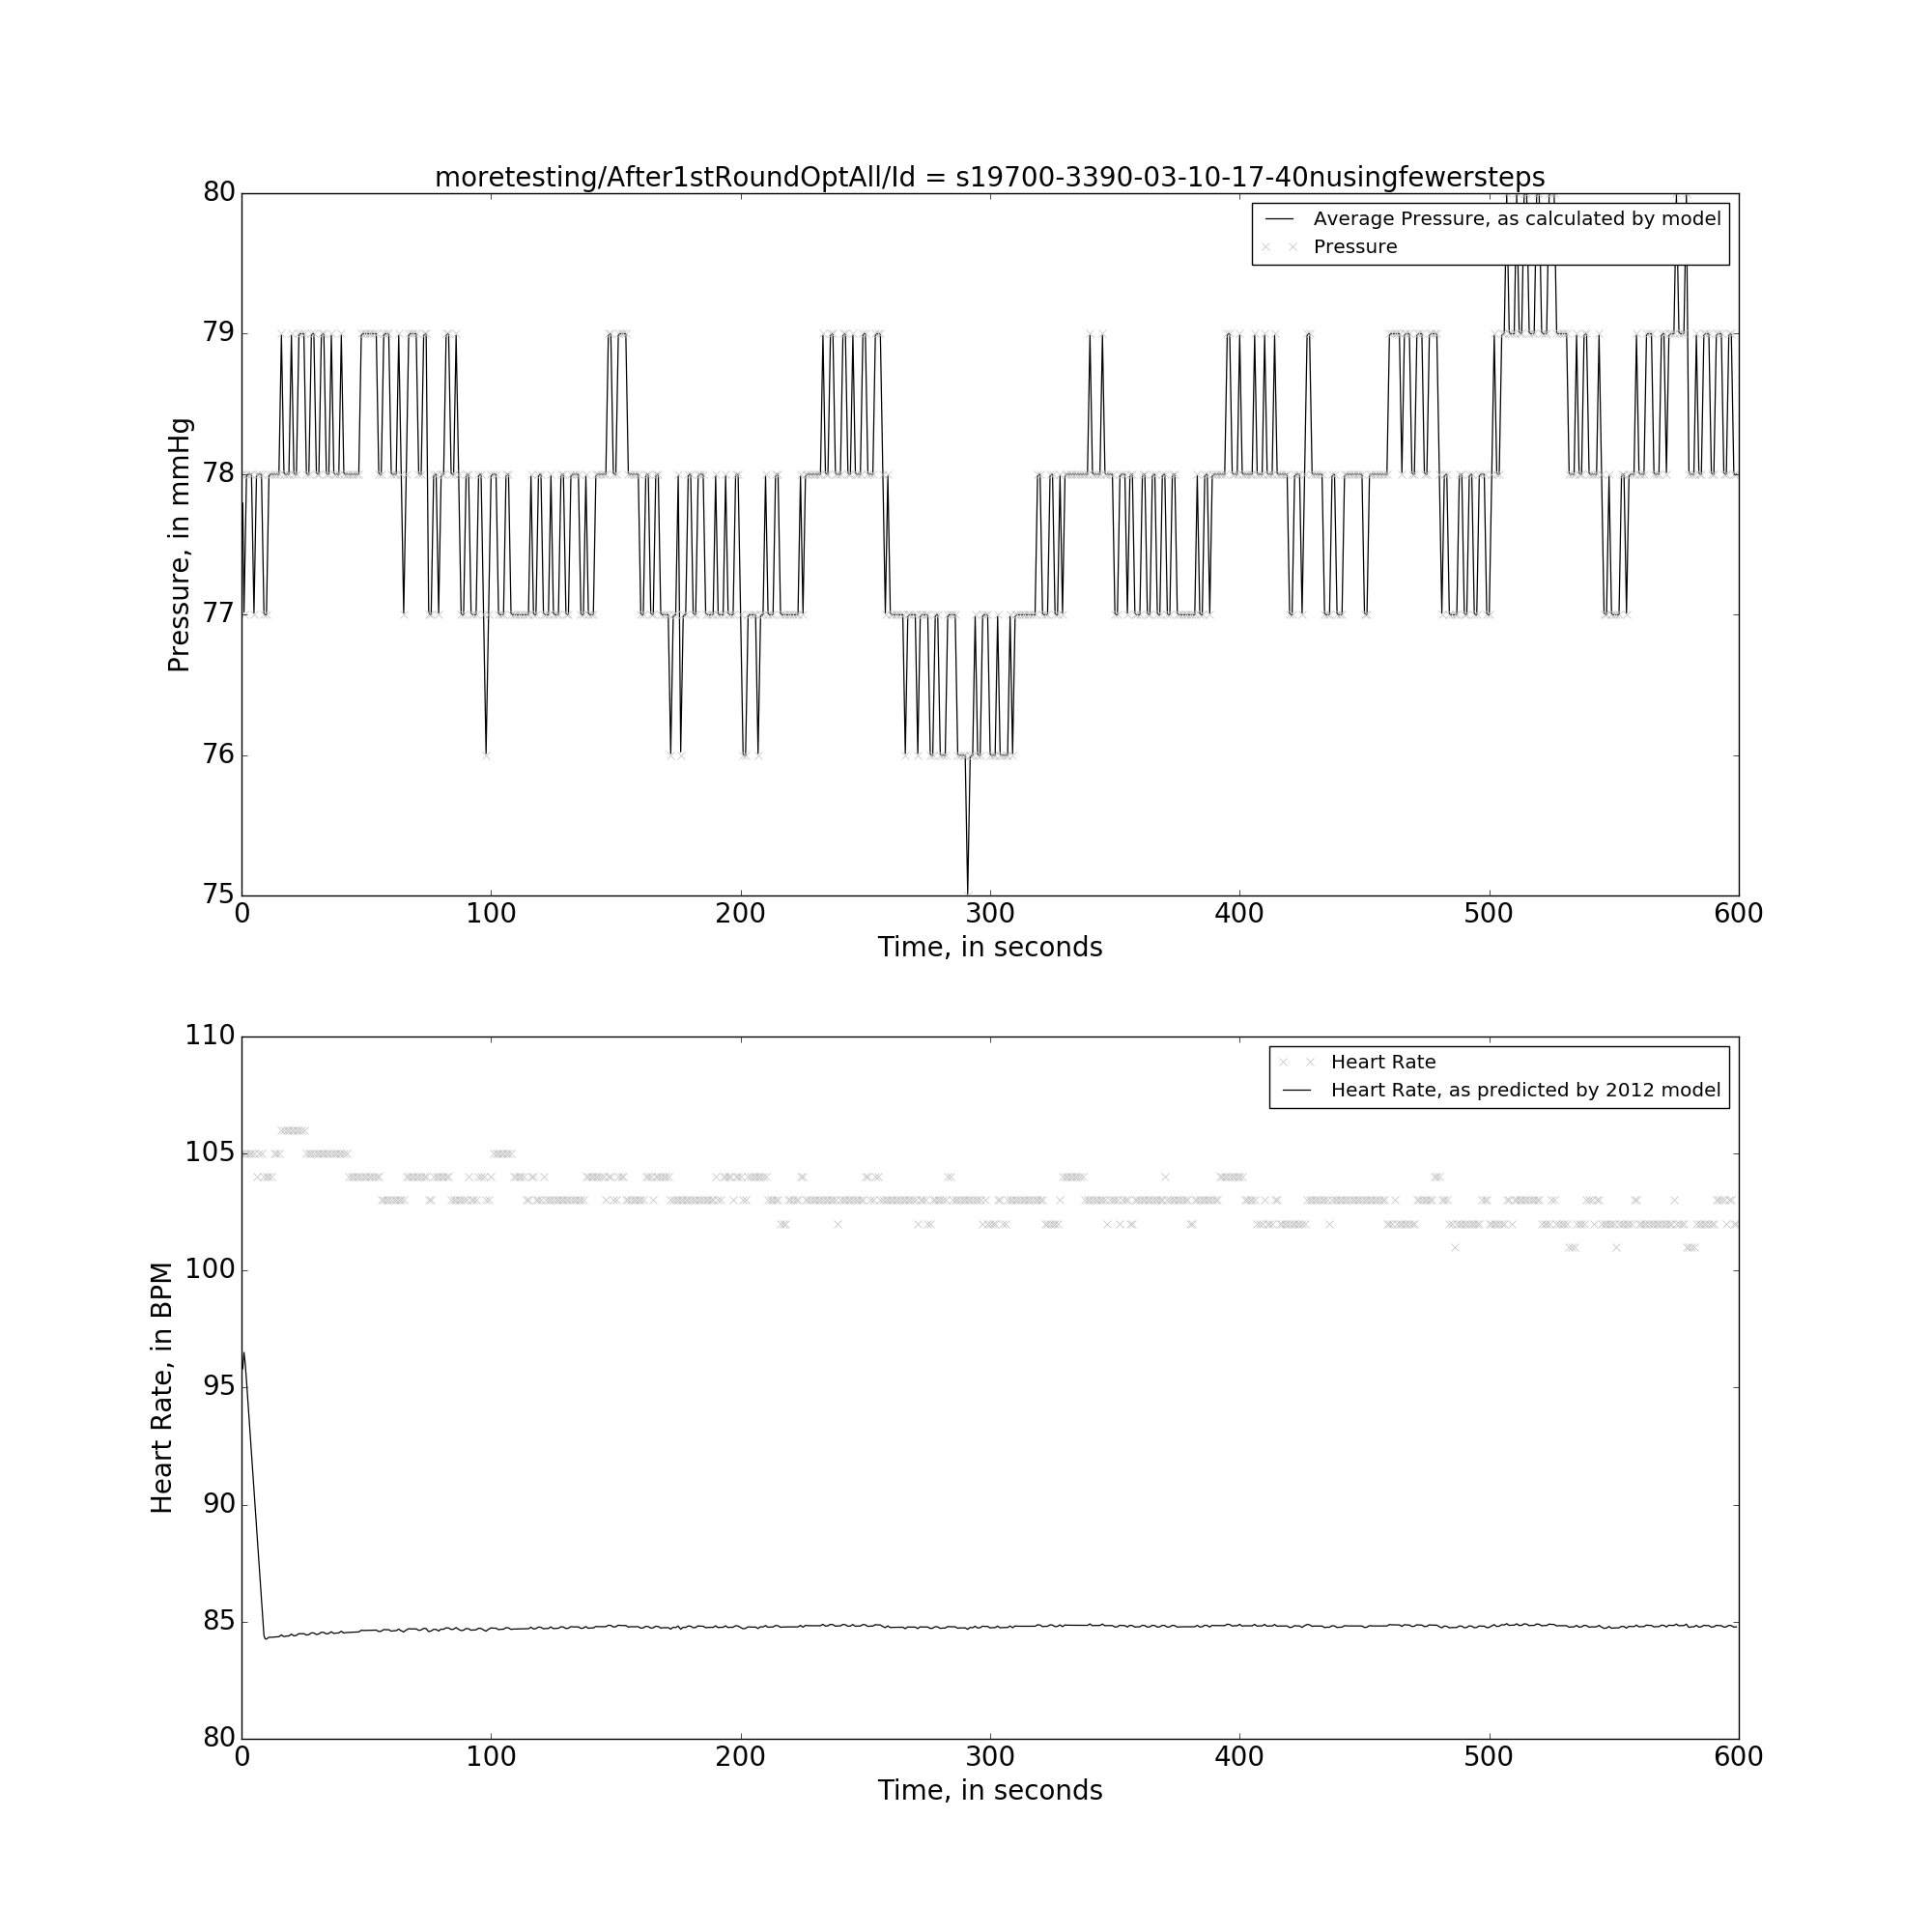 moretesting/After1stRoundOptAll/Id = s19700-3390-03-10-17-40nusingfewersteps
80
79
78
77
76
75
Pressure, in mmHg
Average Pressure, as calculated by model
Pressure
0 100 200 300 400 500 600
Time, in seconds
110
105
100
95
90
85
80
Heart Rate, in BPM
Heart Rate
Heart Rate, as predicted by 2012 model
0 100 200 300 400 500 600
Time, in seconds